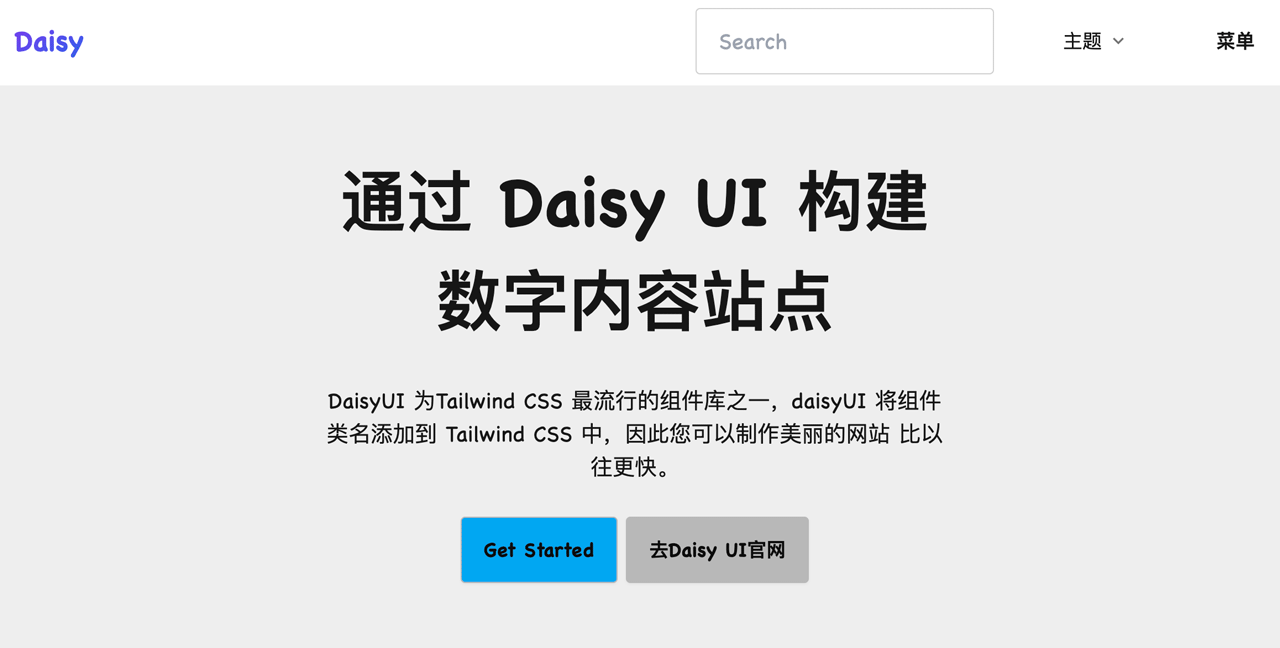 Daisy
Search
主题
菜单
通过 Daisy UI 构建
数字内容站点
DaisyUI 为Tailwind CSS 最流行的组件库之一，daisyUI 将组件
类名添加到 Tailwind CSS 中，因此您可以制作美丽的网站 比以
往更快。
Get Started
去Daisy UI官网